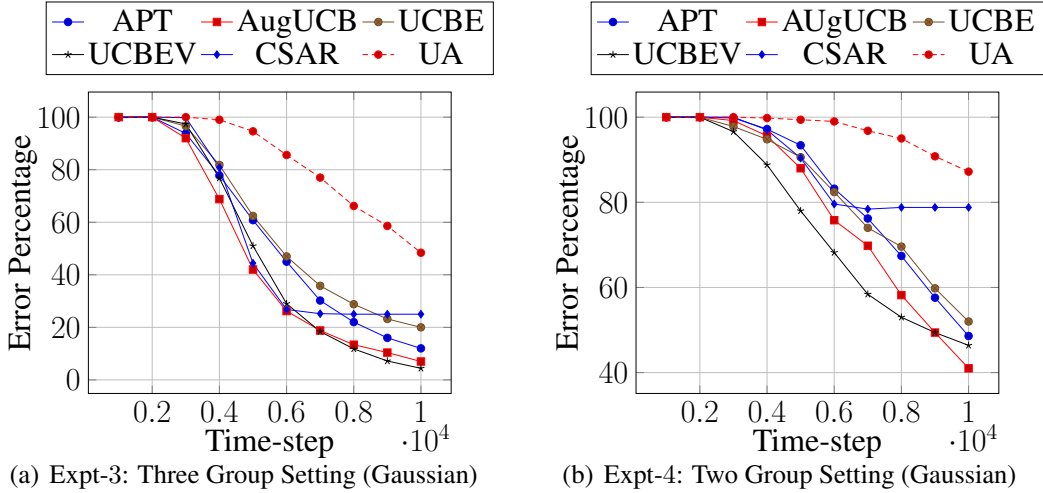 APT AugUCB UCBE
UCBEV CSAR UA
100
80
60
40
20
0
Error Percentage
0.2 0.4 0.6 0.8 1
Time-step
·10^4
(a) Expt-3: Three Group Setting (Gaussian)
APT AUgUCB UCBE
UCBEV CSAR UA
100
80
60
40
Error Percentage
0.2 0.4 0.6 0.8 1
Time-step
·10^4
(b) Expt-4: Two Group Setting (Gaussian)